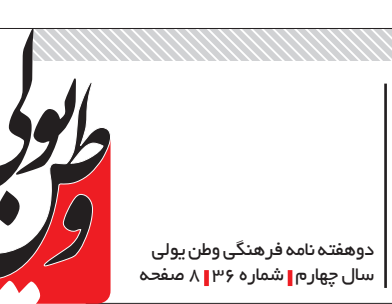 وطن یولی
دوهفته نامه فرهنگی وطن یولی
سال چهارم | شماره ۳۶ | ۸ صفحه